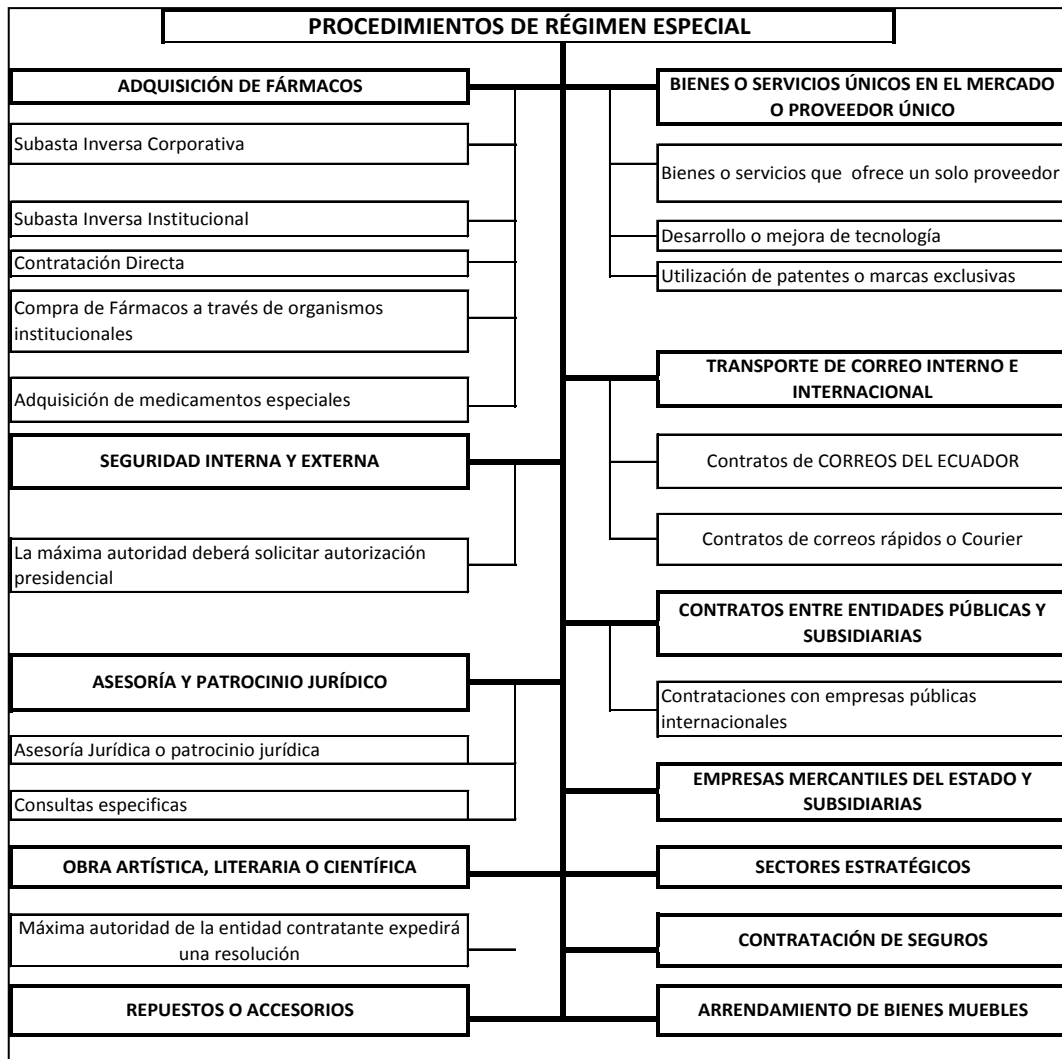 PROCEDIMIENTOS DE RÉGIMEN ESPECIAL
ADQUISICIÓN DE FÁRMACOS
Subasta Inversa Corporativa
Subasta Inversa Institucional
Contratación Directa
Compra de Fármacos a través de organismos
institucionales
Adquisición de medicamentos especiales
SEGURIDAD INTERNA Y EXTERNA
La máxima autoridad deberá solicitar autorización
presidencial
ASESORÍA Y PATROCINIO JURÍDICO
Asesoría Jurídica o patrocinio jurídica
Consultas especificas
OBRA ARTÍSTICA, LITERARIA O CIENTÍFICA
Máxima autoridad de la entidad contratante expedirá
una resolución
REPUESTOS O ACCESORIOS
BIENES O SERVICIOS ÚNICOS EN EL MERCADO
O PROVEEDOR ÚNICO
Bienes o servicios que ofrece un solo proveedor
Desarrollo o mejora de tecnología
Utilización de patentes o marcas exclusivas
TRANSPORTE DE CORREO INTERNO E
INTERNACIONAL
Contratos de CORREOS DEL ECUADOR
Contratos de correos rápidos o Courier
CONTRATOS ENTRE ENTIDADES PÚBLICAS Y
SUBSIDIARIAS
Contrataciones con empresas públicas
internacionales
EMPRESAS MERCANTILES DEL ESTADO Y
SUBSIDIARIAS
SECTORES ESTRATÉGICOS
CONTRATACIÓN DE SEGUROS
ARRENDAMIENTO DE BIENES MUEBLES